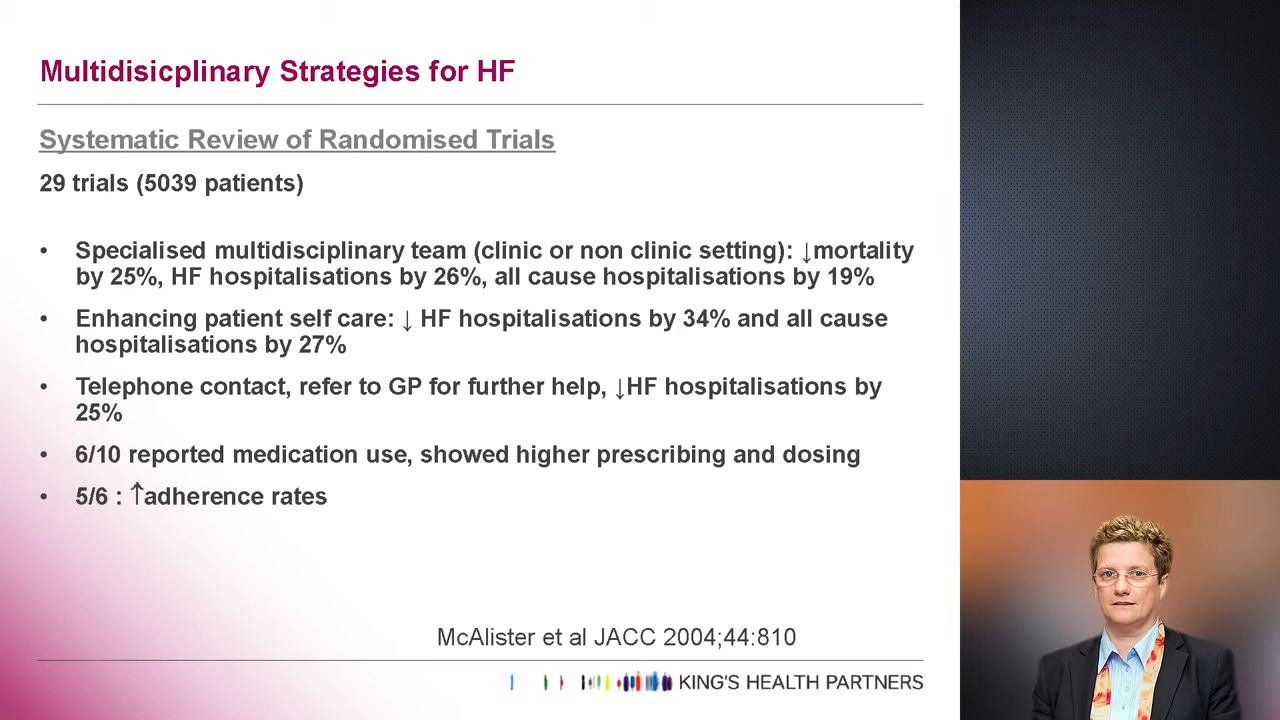 Multidisicplinary Strategies for HF
Systematic Review of Randomised Trials
29 trials (5039 patients)
• Specialised multidisciplinary team (clinic or non clinic setting): ↓mortality
by 25%, HF hospitalisations by 26%, all cause hospitalisations by 19%
• Enhancing patient self care: ↓ HF hospitalisations by 34% and all cause
hospitalisations by 27%
• Telephone contact, refer to GP for further help, ↓HF hospitalisations by
25%
• 6/10 reported medication use, showed higher prescribing and dosing
• 5/6 : ↑adherence rates
McAlister et al JACC 2004;44:810
KING'S HEALTH PARTNERS